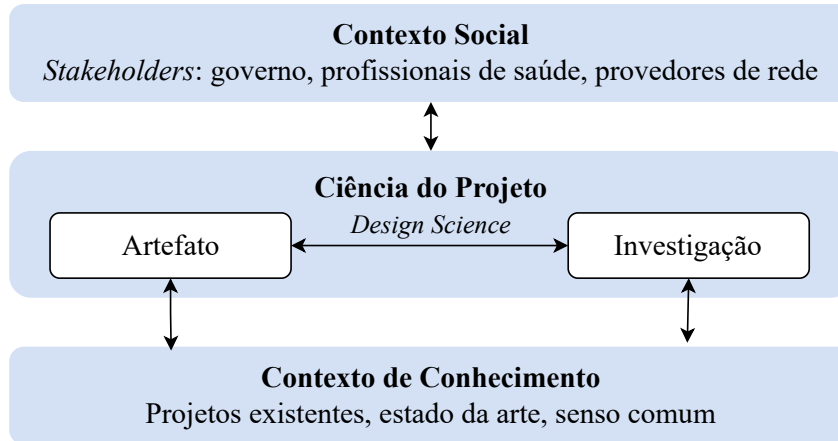 Contexto Social
Stakeholders: governo, profissionais de saúde, provedores de rede
Ciência do Projeto
Design Science
Artefato
Investigação
Contexto de Conhecimento
Projetos existentes, estado da arte, senso comum